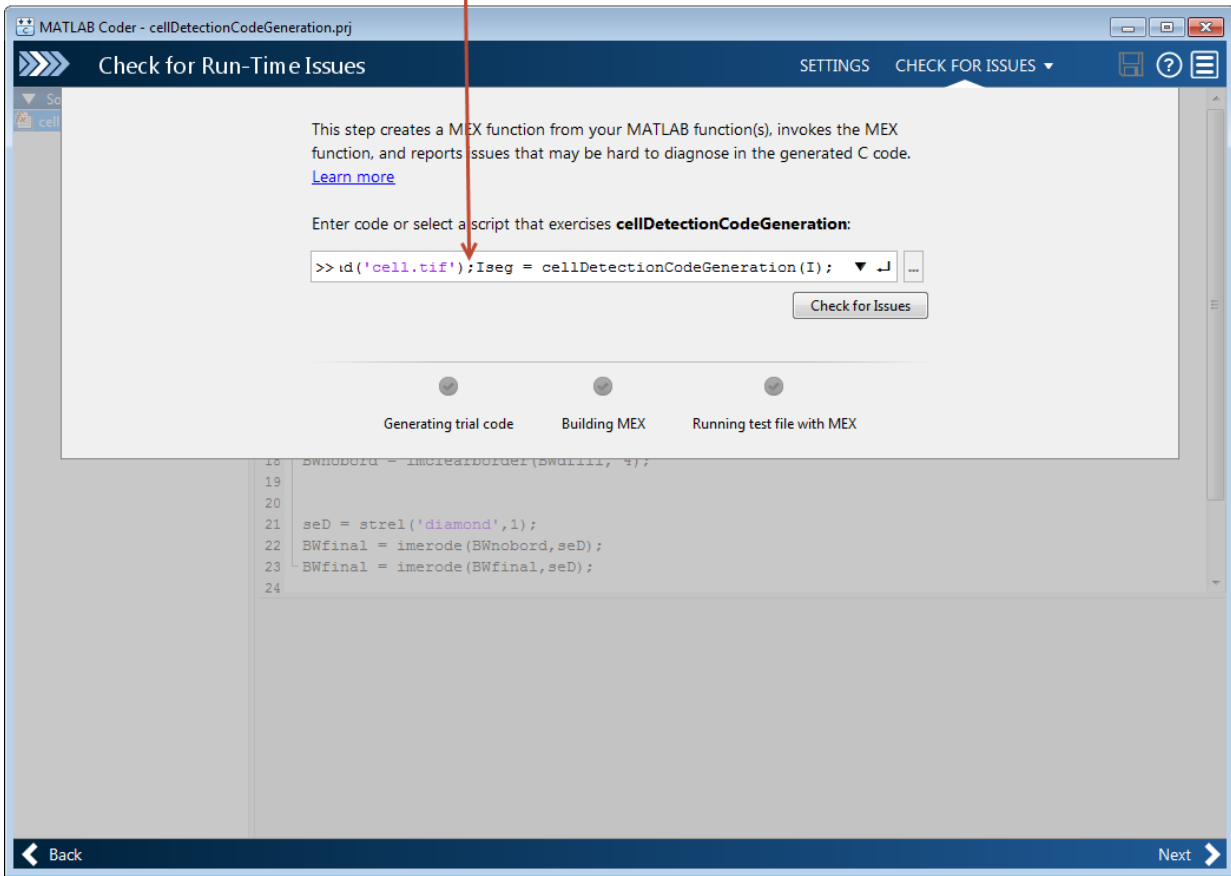 MATLAB Coder - cellDetectionCodeGeneration.prj
Check for Run-Time Issues
SETTINGS
CHECK FOR ISSUES
So
cell
This step creates a MEX function from your MATLAB function(s), invokes the MEX
function, and reports issues that may be hard to diagnose in the generated C code.
Learn more
Enter code or select a script that exercises cellDetectionCodeGeneration:
>> ad('cell.tif');Iseg = cellDetectionCodeGeneration(I);
...
Check for Issues
Generating trial code
Building MEX
Running test file with MEX
18 BWnobord = imclearborder(BWdfill, 4);
19
20
21 seD = strel('diamond',1);
22 BWfinal = imerode(BWnobord,seD);
23 BWfinal = imerode(BWfinal,seD);
24
Back
Next